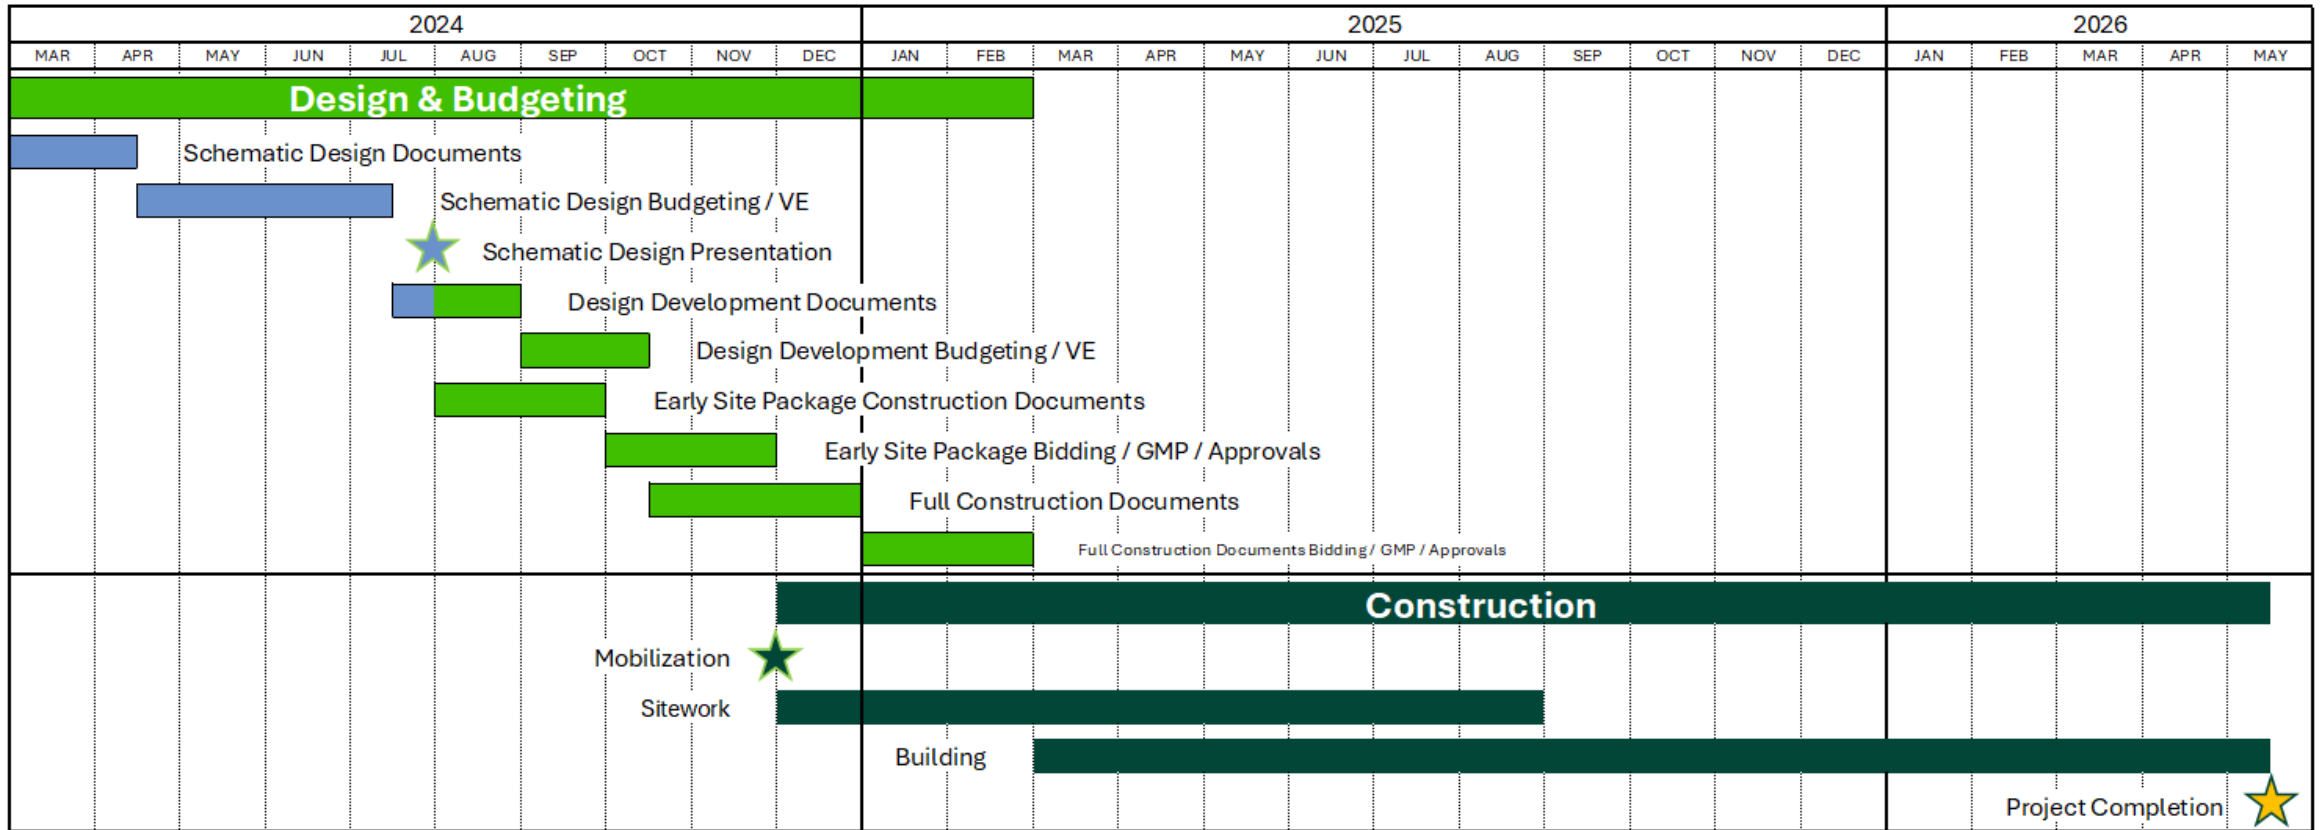 2024 2025 2026
MAR APR MAY JUN JUL AUG SEP OCT NOV DEC JAN FEB MAR APR MAY JUN JUL AUG SEP OCT NOV DEC JAN FEB MAR APR MAY
Design & Budgeting
Schematic Design Documents
Schematic Design Budgeting / VE
Schematic Design Presentation
Design Development Documents
Design Development Budgeting / VE
Early Site Package Construction Documents
Early Site Package Bidding / GMP / Approvals
Full Construction Documents
Full Construction Documents Bidding / GMP / Approvals
Construction
Mobilization
Sitework
Building
Project Completion